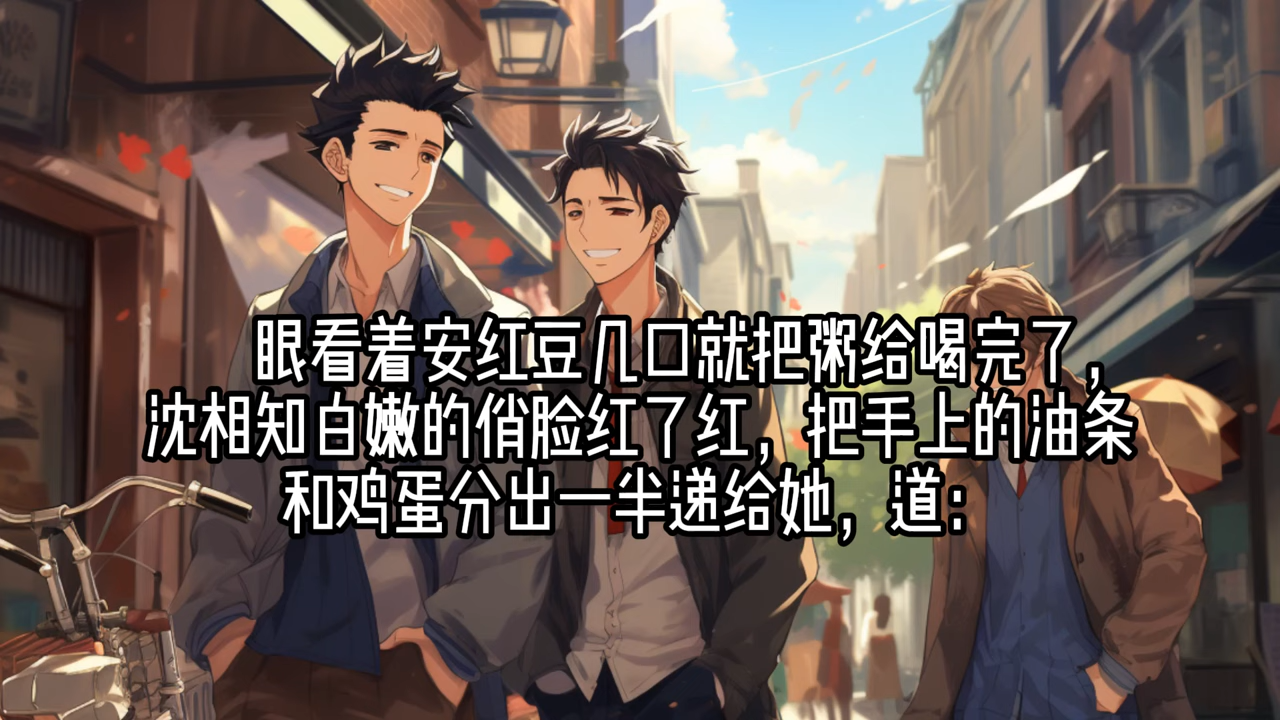 眼看着安红豆几口就把粥给喝完了，
沈相知白嫩的俏脸红了红，把手上的油条
和鸡蛋分出一半递给她，道：